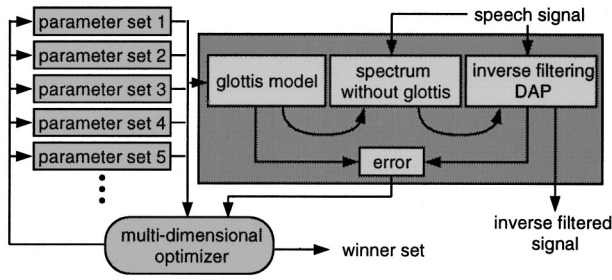 parameter set 1
parameter set 2
parameter set 3
parameter set 4
parameter set 5
speech signal
glottis model
spectrum
without glottis
inverse filtering
DAP
error
multi-dimensional
optimizer
winner set
inverse filtered
signal